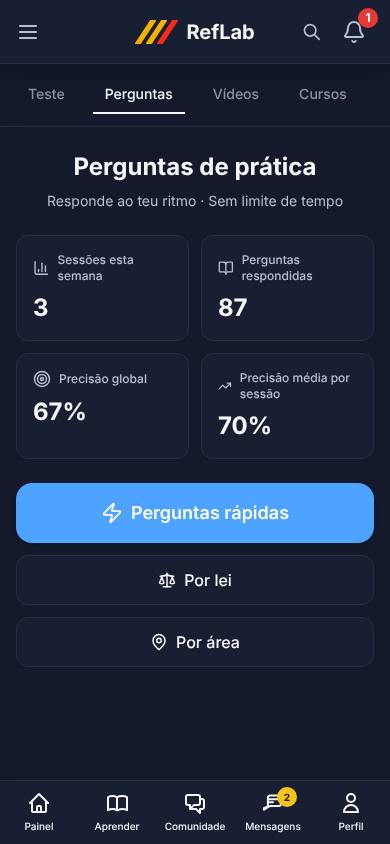 RefLab
1
Teste
Perguntas
Vídeos
Cursos
Perguntas de prática
Responde ao teu ritmo · Sem limite de tempo
Sessões esta
semana
3
Perguntas
respondidas
87
Precisão global
67%
Precisão média por
sessão
70%
Perguntas rápidas
Por lei
Por área
Painel
Aprender
Comunidade
2
Mensagens
Perfil